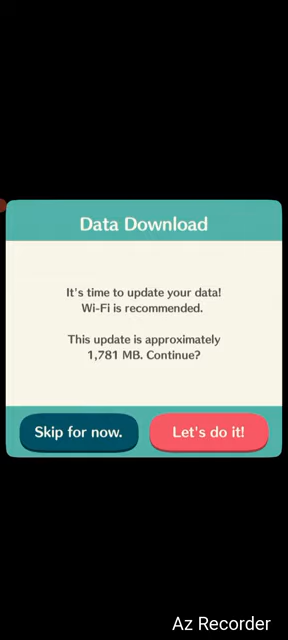 Data Download
It's time to update your data!
Wi-Fi is recommended.
This update is approximately
1,781 MB. Continue?
Skip for now.
Let's do it!
Az Recorder